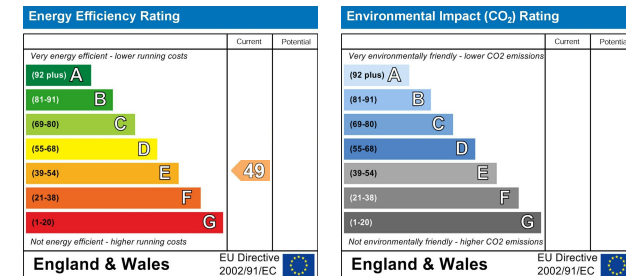 Energy Efficiency Rating
Current Potential
Very energy efficient - lower running costs
(92 plus) A
(81-91) B
(69-80) C
(55-68) D
(39-54) E
49
(21-38) F
(1-20) G
Not energy efficient - higher running costs
England & Wales
EU Directive
2002/91/EC
Environmental Impact (CO₂) Rating
Current Potential
Very environmentally friendly - lower CO2 emissions
(92 plus) A
(81-91) B
(69-80) C
(55-68) D
(39-54) E
(21-38) F
(1-20) G
Not environmentally friendly - higher CO2 emissions
England & Wales
EU Directive
2002/91/EC